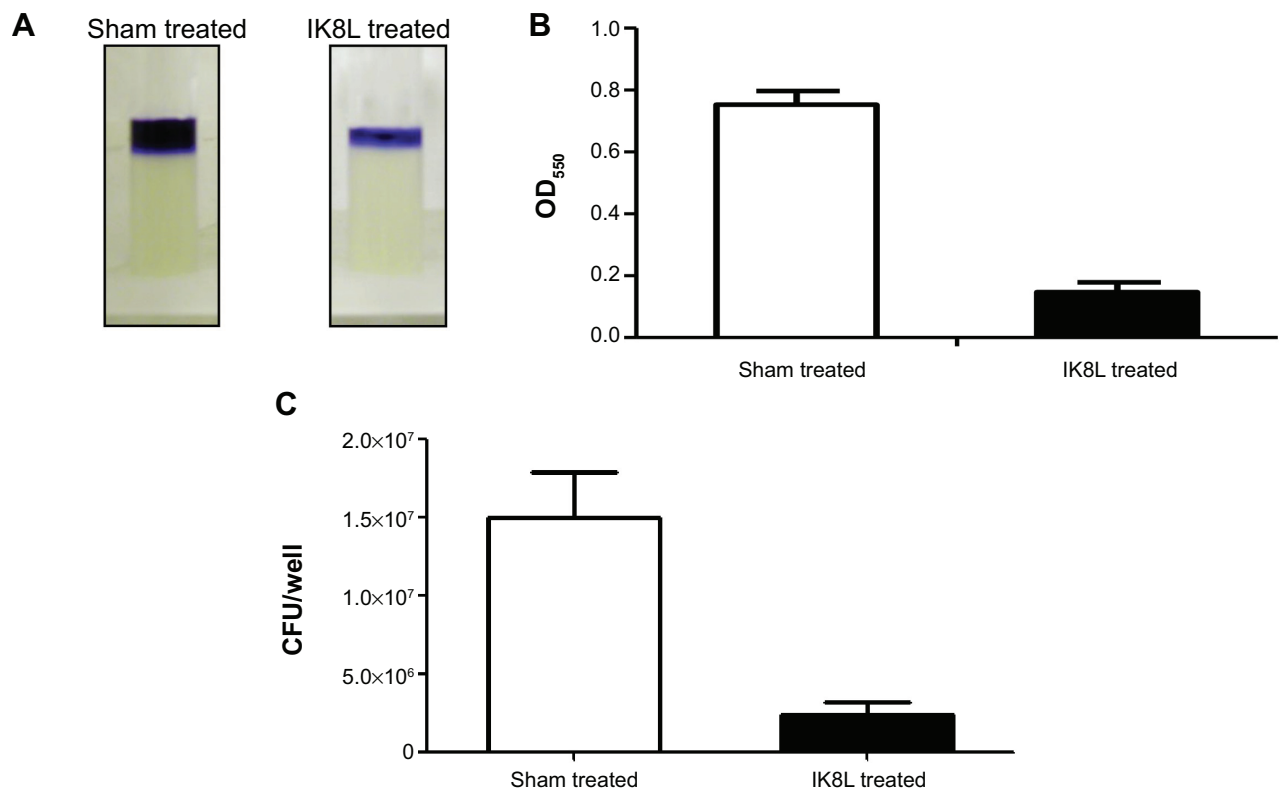 A
Sham treated IK8L treated
B
OD550
1.0
0.8
0.6
0.4
0.2
0.0
Sham treated IK8L treated
C
CFU/well
2.0×10⁷
1.5×10⁷
1.0×10⁷
5.0×10⁶
0
Sham treated IK8L treated